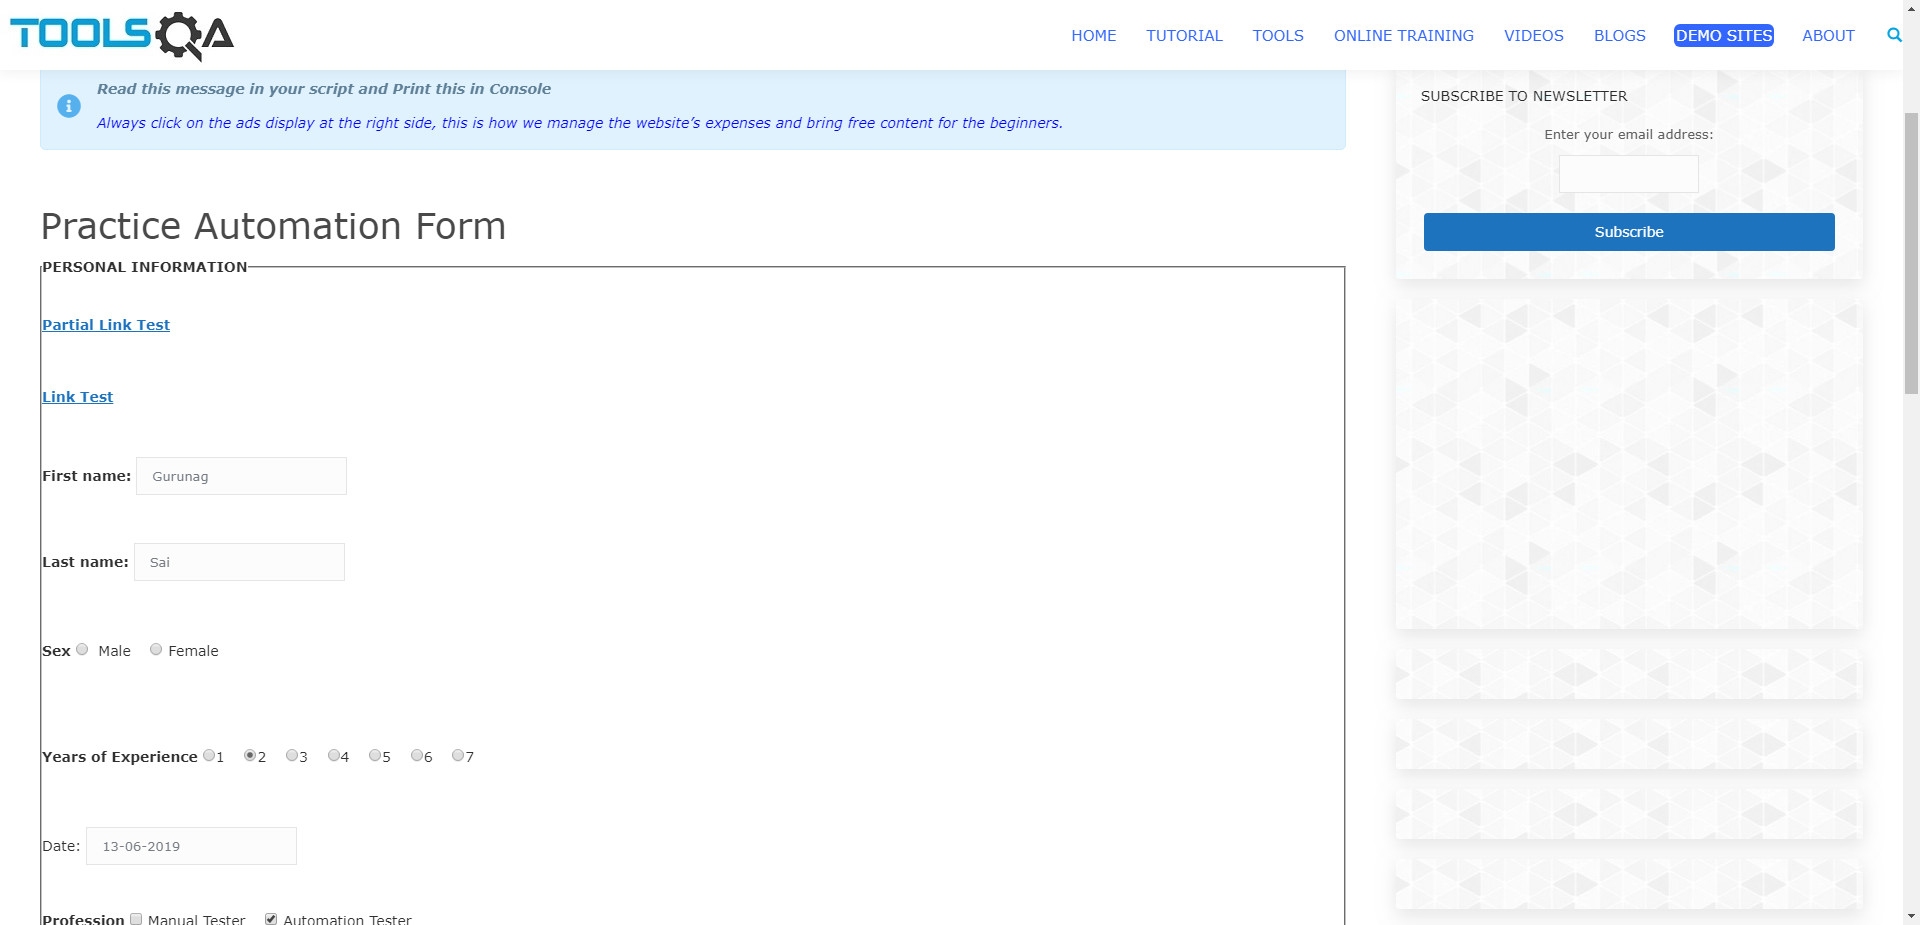 TOOLSQA
HOME TUTORIAL TOOLS ONLINE TRAINING VIDEOS BLOGS DEMO SITES ABOUT
Read this message in your script and Print this in Console
Always click on the ads display at the right side, this is how we manage the website’s expenses and bring free content for the beginners.
SUBSCRIBE TO NEWSLETTER
Enter your email address:
Subscribe
Practice Automation Form
PERSONAL INFORMATION
Partial Link Test
Link Test
First name: Gurunag
Last name: Sai
Sex Male Female
Years of Experience 1 2 3 4 5 6 7
Date: 13-06-2019
Profession Manual Tester Automation Tester